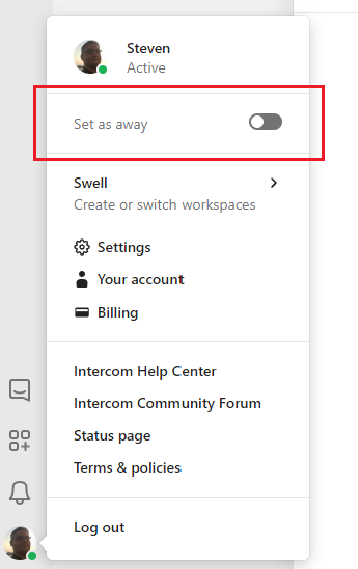 Steven
Active
Set as away
Swell
Create or switch workspaces
Settings
Your account
Billing
Intercom Help Center
Intercom Community Forum
Status page
Terms & policies
Log out